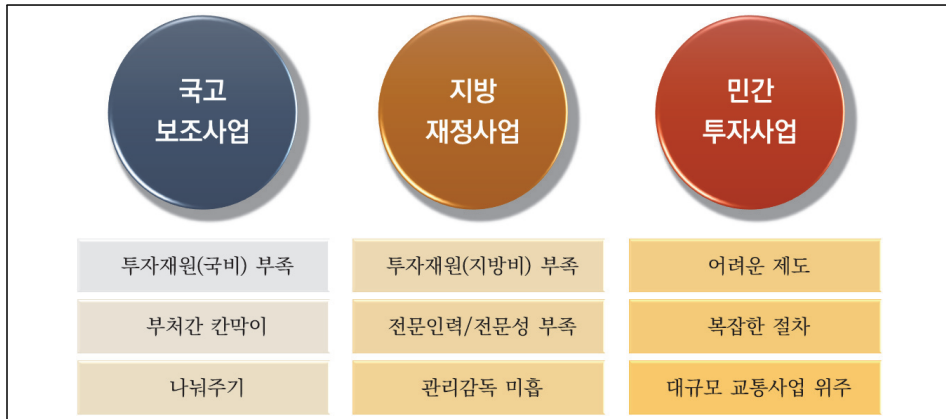 국고
보조사업
지방
재정사업
민간
투자사업
투자재원(국비) 부족
투자재원(지방비) 부족
어려운 제도
부처간 칸막이
전문인력/전문성 부족
복잡한 절차
나눠주기
관리감독 미흡
대규모 교통사업 위주